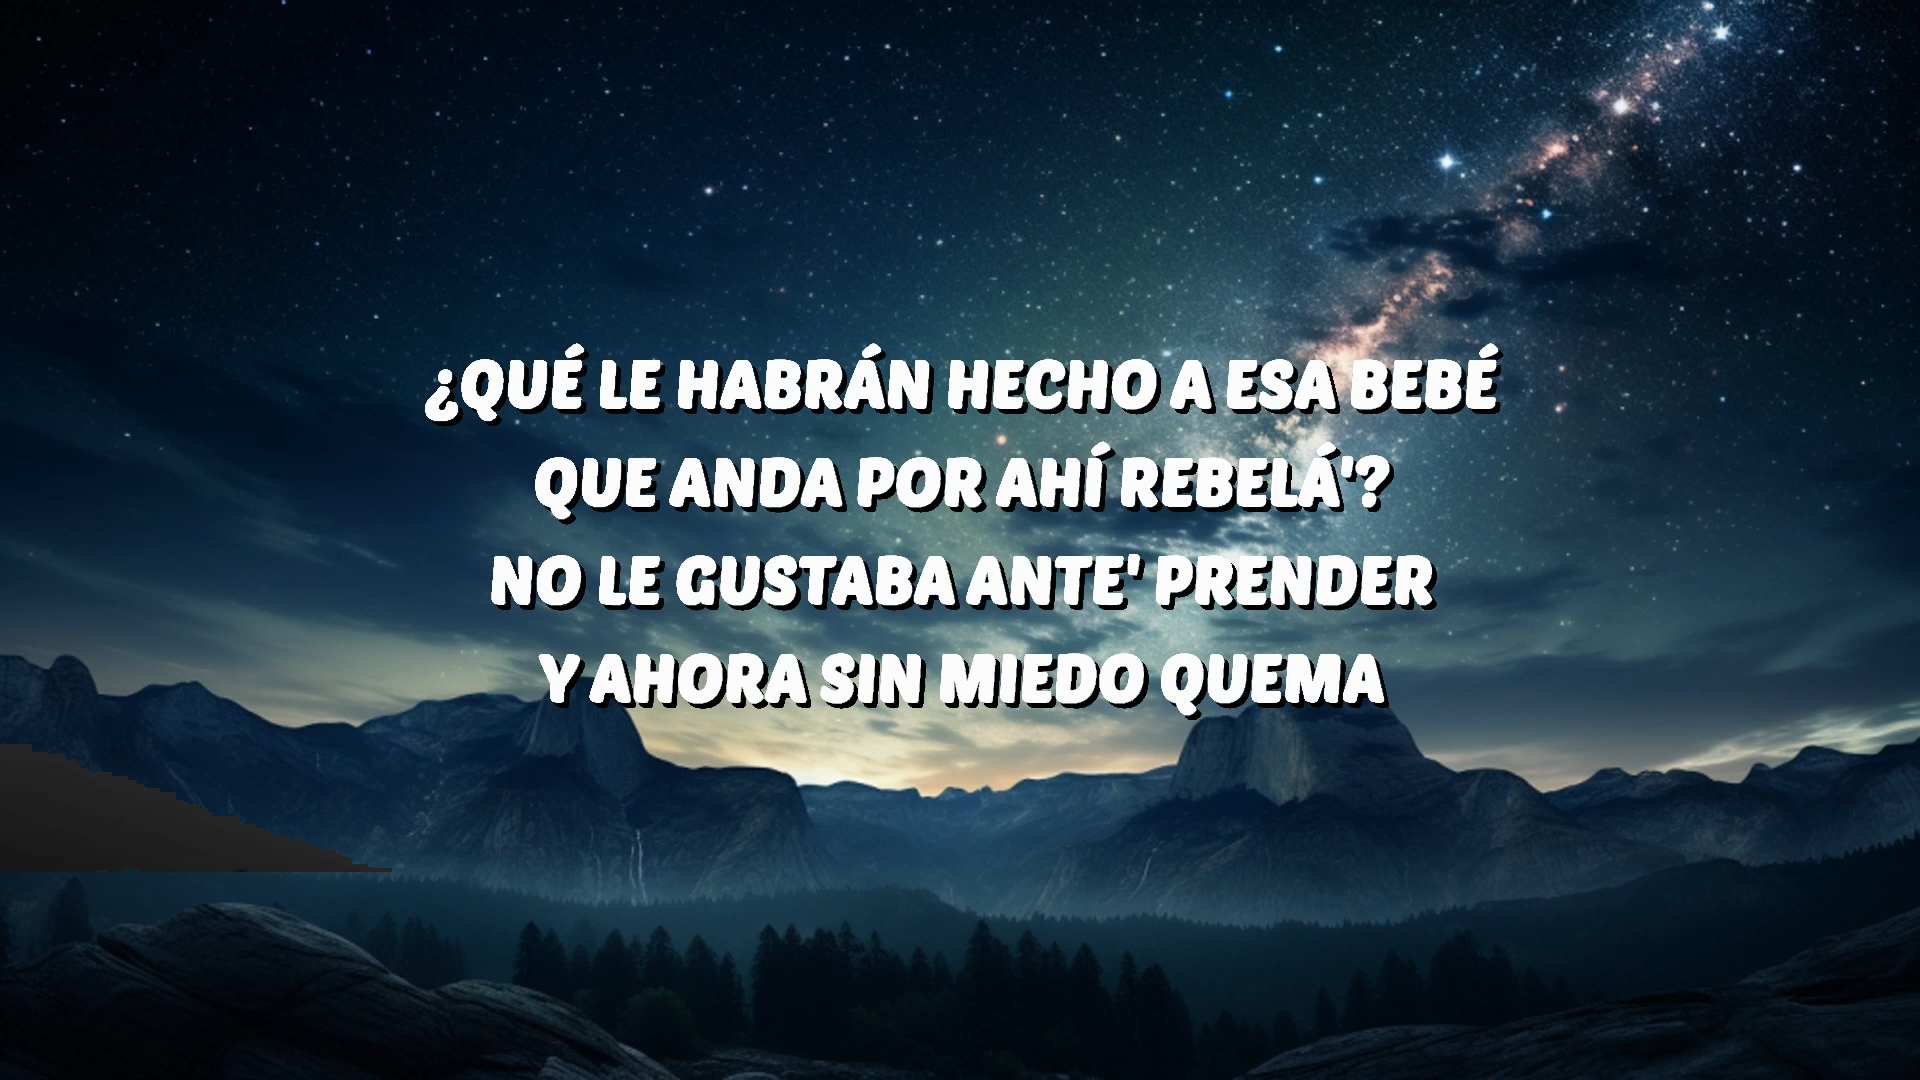 ¿QUÉ LE HABRÁN HECHO A ESA BEBÉ
QUE ANDA POR AHÍ REBELÁ'?
NO LE GUSTABA ANTE' PRENDER
Y AHORA SIN MIEDO QUEMA